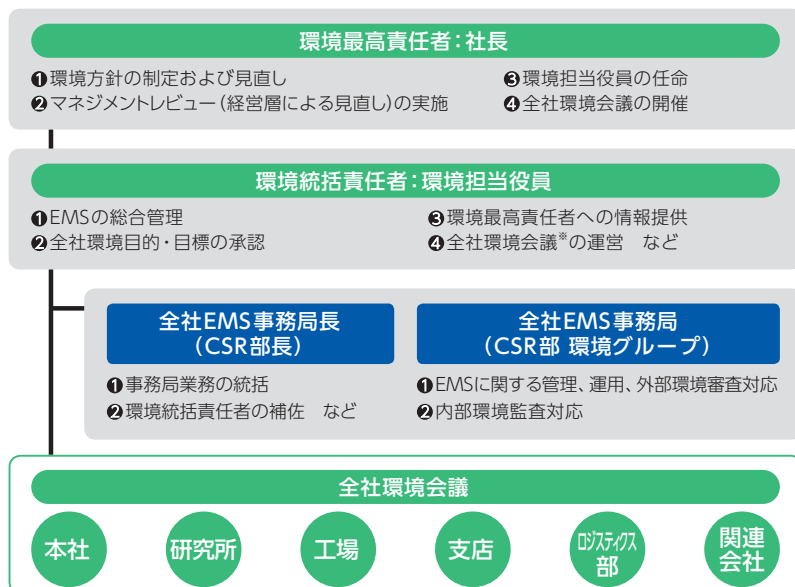 環境最高責任者：社長
❶環境方針の制定および見直し
❷マネジメントレビュー（経営層による見直し）の実施
❸環境担当役員の任命
❹全社環境会議の開催
環境統括責任者：環境担当役員
❶EMSの総合管理
❷全社環境目的・目標の承認
❸環境最高責任者への情報提供
❹全社環境会議※の運営　など
全社EMS事務局長
（CSR部長）
❶事務局業務の統括
❷環境統括責任者の補佐　など
全社EMS事務局
（CSR部 環境グループ）
❶EMSに関する管理、運用、外部環境審査対応
❷内部環境監査対応
全社環境会議
本社
研究所
工場
支店
ロジスティクス
部
関連
会社